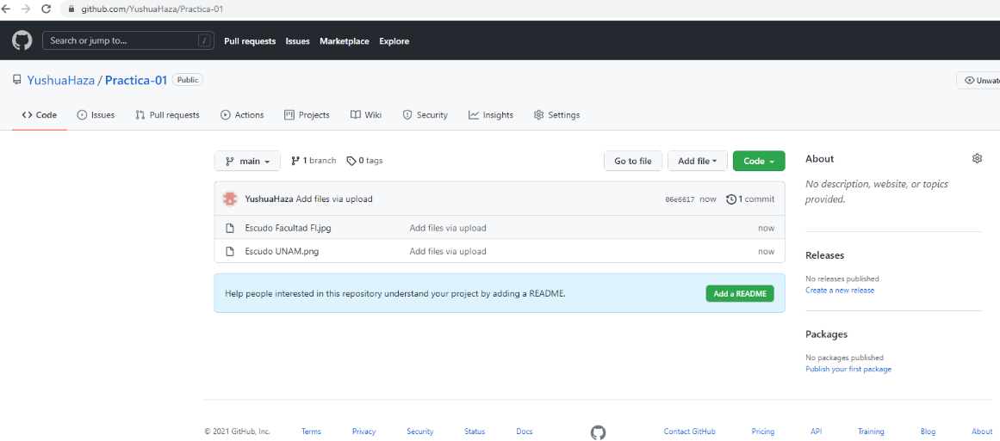 github.com/YushuaHaza/Practica-01
Search or jump to... /
Pull requests Issues Marketplace Explore
YushuaHaza / Practica-01 Public
Unwatc
Code Issues Pull requests Actions Projects Wiki Security Insights Settings
main 1 branch 0 tags Go to file Add file Code
YushuaHaza Add files via upload 06e6617 now 1 commit
Escudo Facultad FI.jpg Add files via upload now
Escudo UNAM.png Add files via upload now
Help people interested in this repository understand your project by adding a README. Add a README
About
No description, website, or topics
provided.
Releases
No releases published
Create a new release
Packages
No packages published
Publish your first package
© 2021 GitHub, Inc. Terms Privacy Security Status Docs Contact GitHub Pricing API Training Blog About